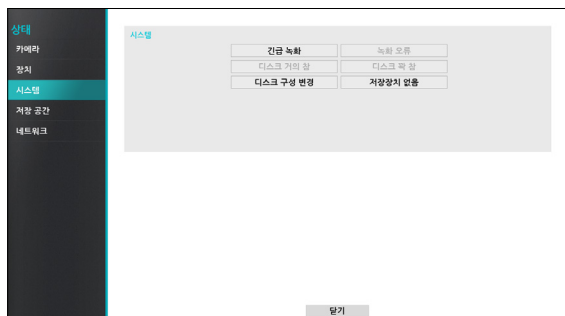 상태
카메라
장치
시스템
저장 공간
네트워크
시스템
긴급 녹화 녹화 오류
디스크 거의 참 디스크 꽉 참
디스크 구성 변경 저장장치 없음
닫기